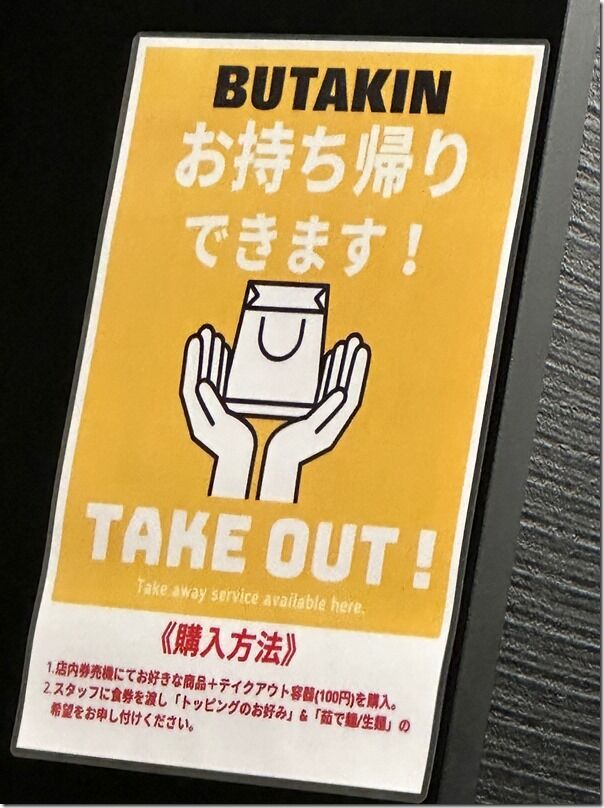 BUTAKIN
お持ち帰り
できます！
TAKE OUT !
Take away service available here.
《購入方法》
1.店内券売機にてお好きな商品＋テイクアウト容器(100円)を購入。
2.スタッフに食券を渡し「トッピングのお好み」&「茹で麺/生麺」の
希望をお申し付けください。